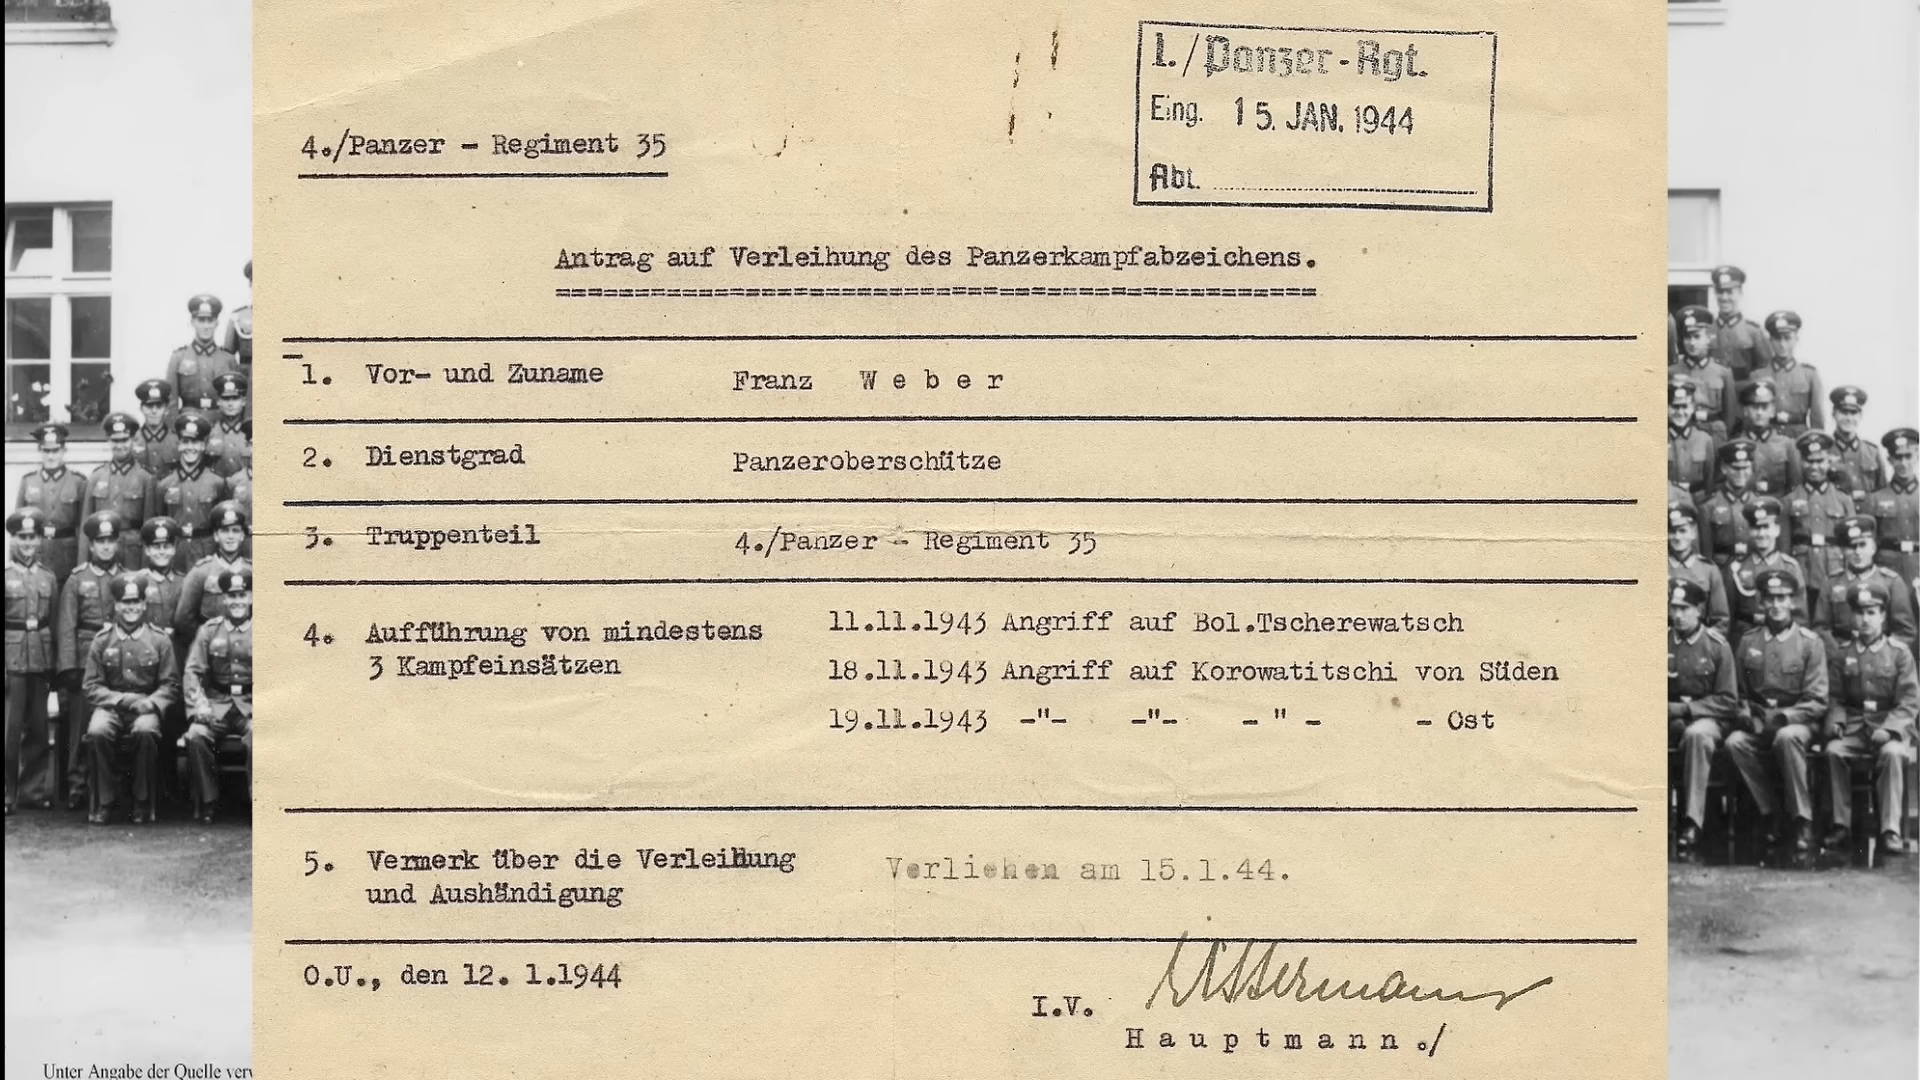 I./Panzer-Rgt.
Eing. 15. JAN. 1944
Abt.
4./Panzer - Regiment 35
Antrag auf Verleihung des Panzerkampfabzeichens.
1. Vor- und Zuname Franz Weber
2. Dienstgrad Panzeroberschütze
3. Truppenteil 4./Panzer - Regiment 35
4. Aufführung von mindestens 3 Kampfeinsätzen
11.11.1943 Angriff auf Bol.Tscherewatsch
18.11.1943 Angriff auf Korowatitschi von Süden
19.11.1943 -"- -"- - " - - Ost
5. Vermerk über die Verleihung
und Aushändigung
Verliehen am 15.1.44.
O.U., den 12. 1.1944
I.V.
Hauptmann./
Unter Angabe der Quelle